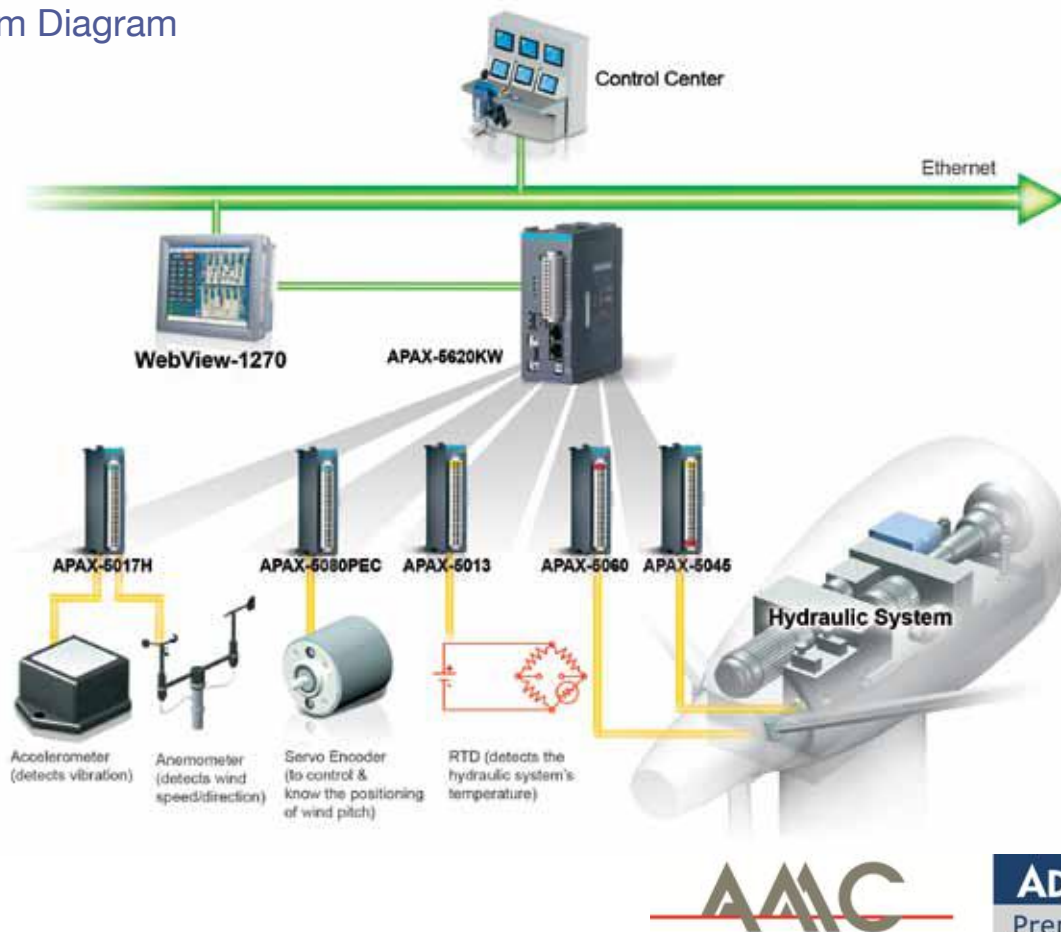 Diagram
Control Center
Ethernet
WebView-1270
APAX-5620KW
APAX-5017H
APAX-5080PEC
APAX-5013
APAX-5060
APAX-5045
Hydraulic System
Accelerometer
(detects vibration)
Anemometer
(detects wind
speed/direction)
Servo Encoder
(to control &
know the positioning
of wind pitch)
RTD (detects the
hydraulic system's
temperature)
AMC